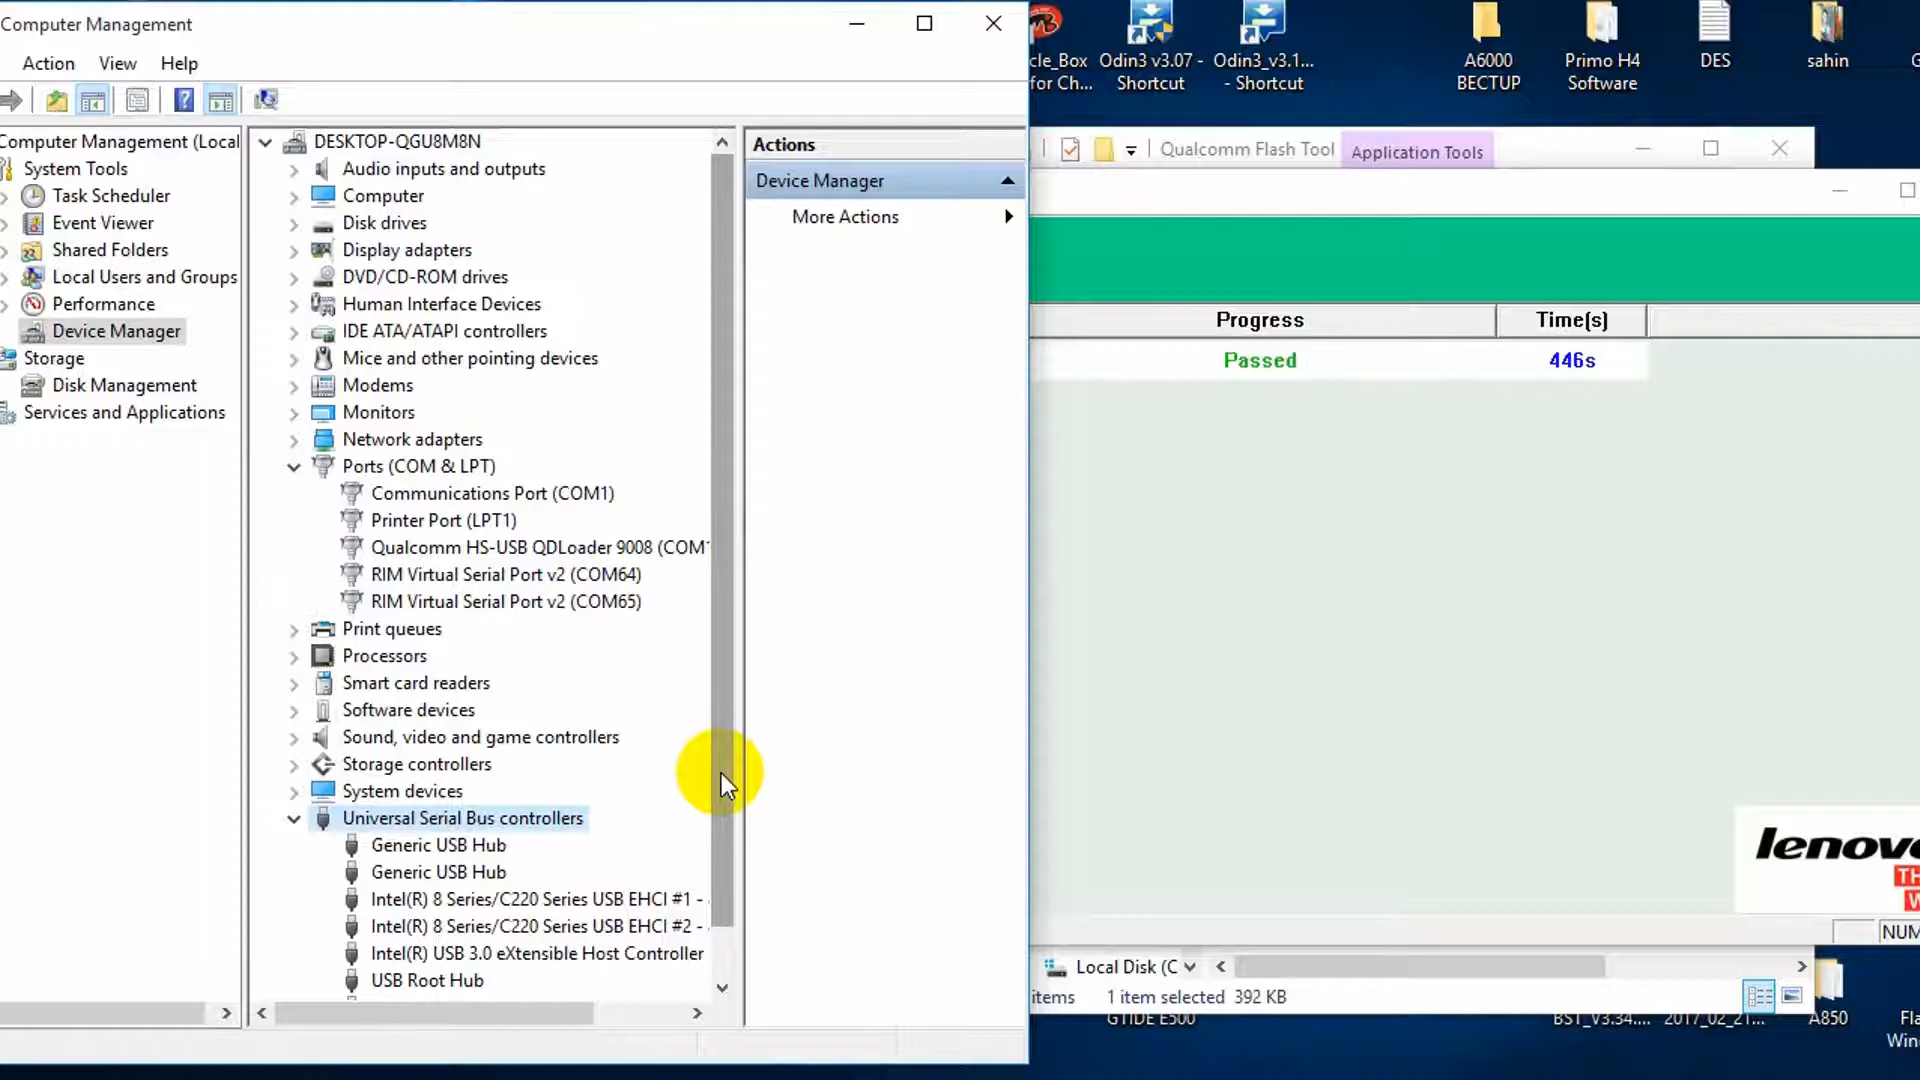 Computer Management
Action View Help
Computer Management (Local
System Tools
Task Scheduler
Event Viewer
Shared Folders
Local Users and Groups
Performance
Device Manager
Storage
Disk Management
Services and Applications
DESKTOP-QGU8M8N
Audio inputs and outputs
Computer
Disk drives
Display adapters
DVD/CD-ROM drives
Human Interface Devices
IDE ATA/ATAPI controllers
Mice and other pointing devices
Modems
Monitors
Network adapters
Ports (COM & LPT)
Communications Port (COM1)
Printer Port (LPT1)
Qualcomm HS-USB QDLoader 9008 (COM1
RIM Virtual Serial Port v2 (COM64)
RIM Virtual Serial Port v2 (COM65)
Print queues
Processors
Smart card readers
Software devices
Sound, video and game controllers
Storage controllers
System devices
Universal Serial Bus controllers
Generic USB Hub
Generic USB Hub
Intel(R) 8 Series/C220 Series USB EHCI #1 -
Intel(R) 8 Series/C220 Series USB EHCI #2 -
Intel(R) USB 3.0 eXtensible Host Controller
USB Root Hub
Actions
Device Manager
More Actions
cle_Box
for Ch...
Odin3 v3.07 -
Shortcut
Odin3_v3.1...
- Shortcut
A6000
BECTUP
Primo H4
Software
DES
sahin
Qualcomm Flash Tool
Application Tools
Progress Time(s)
Passed 446s
lenovo
TH
W
NUM
Local Disk (C
items 1 item selected 392 KB
GTIDE E500
BST_V3.34....
2017_02_21...
A850
Fla
Win